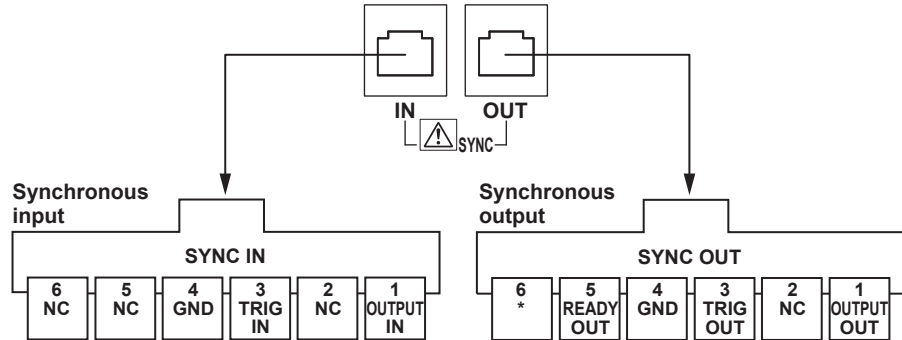 IN OUT
SYNC
Synchronous
input
SYNC IN
6 5 4 3 2 1
NC NC GND TRIG IN NC OUTPUT IN
Synchronous
output
SYNC OUT
6 5 4 3 2 1
* READY OUT GND TRIG OUT NC OUTPUT OUT